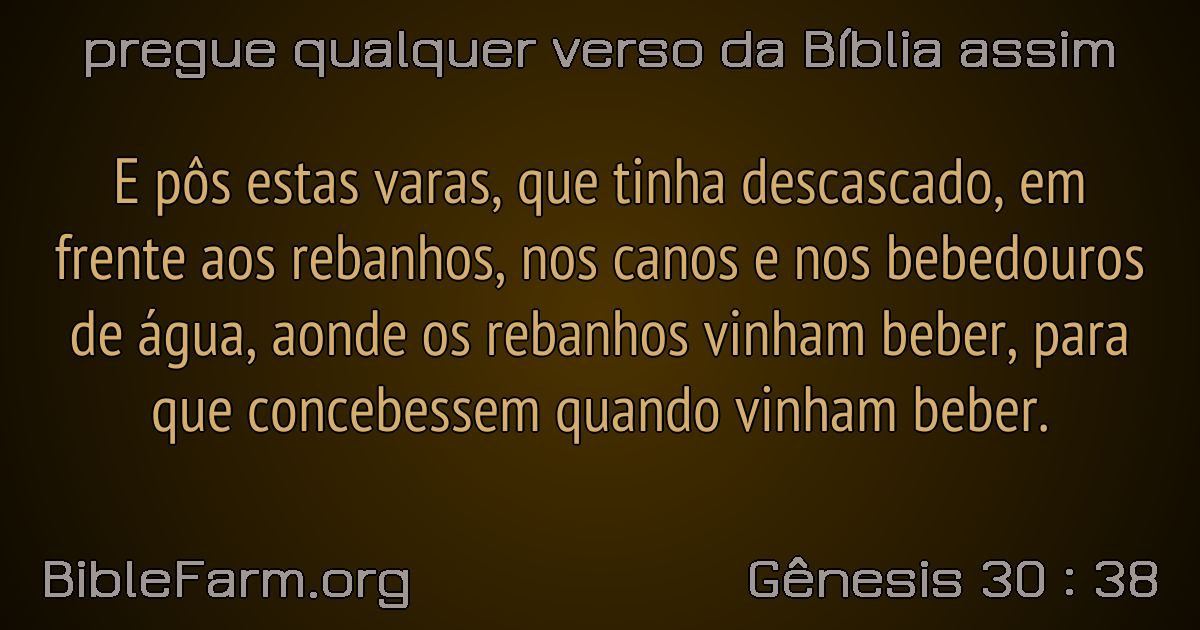 pregue qualquer verso da Bíblia assim
E pôs estas varas, que tinha descascado, em
frente aos rebanhos, nos canos e nos bebedouros
de água, aonde os rebanhos vinham beber, para
que concebessem quando vinham beber.
BibleFarm.org
Gênesis 30 : 38